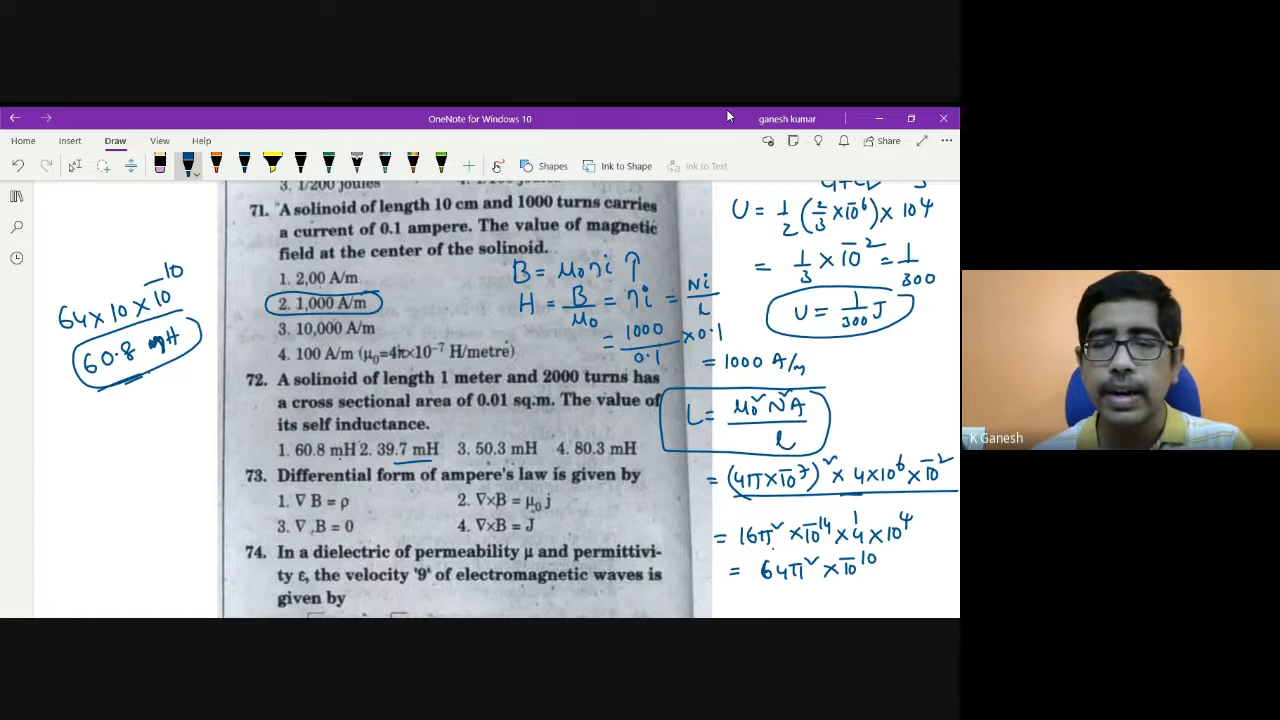 OneNote for Windows 10
ganesh kumar
Home Insert Draw View Help
Share
Shapes Ink to Shape Ink to Text
3. 1/200 joules
71. A solinoid of length 10 cm and 1000 turns carries
a current of 0.1 ampere. The value of magnetic
field at the center of the solinoid.
1. 2,00 A/m
2. 1,000 A/m
3. 10,000 A/m
4. 100 A/m (μ₀=4π×10⁻⁷ H/metre)
72. A solinoid of length 1 meter and 2000 turns has
a cross sectional area of 0.01 sq.m. The value of
its self inductance.
1. 60.8 mH 2. 39.7 mH 3. 50.3 mH 4. 80.3 mH
73. Differential form of ampere's law is given by
1. ∇ B = ρ 2. ∇×B = μ₀ j
3. ∇ .B = 0 4. ∇×B = J
74. In a dielectric of permeability μ and permittivi-
ty ε, the velocity '9' of electromagnetic waves is
given by
64 × 10 × 10⁻¹⁰
60.8 mH
B = μ₀ni
H = B/μ₀ = ni = Ni/L
= 1000/0.1 × 0.1
= 1000 A/m
U = 1/2 (2/3 × 10⁻⁶) × 10⁴
= 1/3 × 10⁻² = 1/300
U = 1/300 J
L = μ₀² N² A / l
= (4π × 10⁻⁷)² × 4 × 10⁶ × 10⁻²
= 16π² × 10⁻¹⁴ × 4 × 10⁴
= 64π² × 10⁻¹⁰
K Ganesh